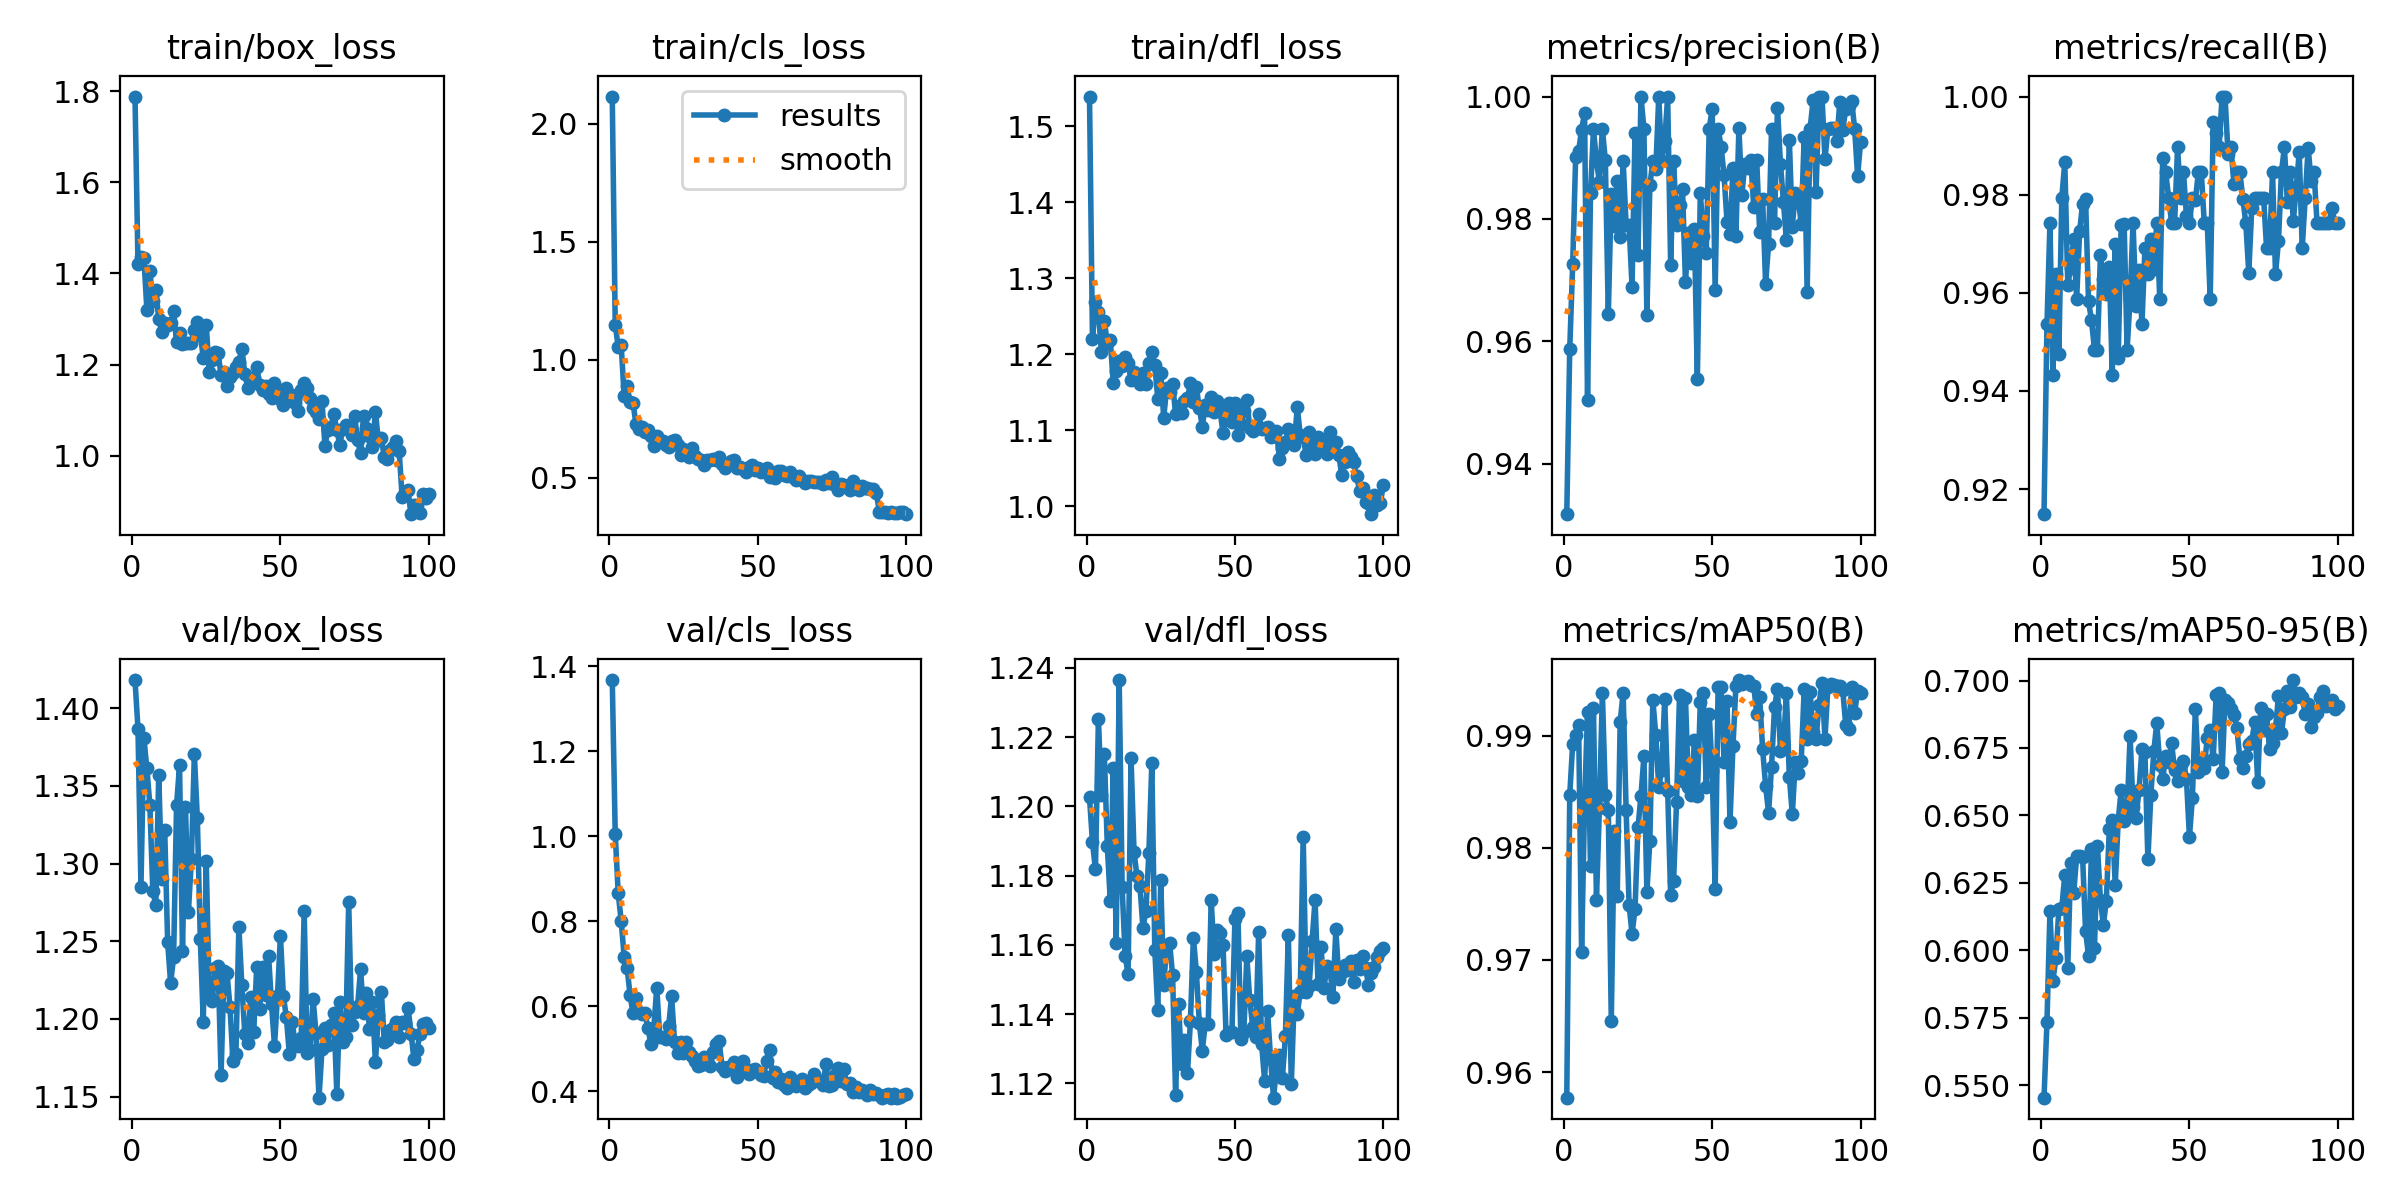 train/box_loss
1.8
1.6
1.4
1.2
1.0
0 50 100
train/cls_loss
results
smooth
2.0
1.5
1.0
0.5
0 50 100
train/dfl_loss
1.5
1.4
1.3
1.2
1.1
1.0
0 50 100
metrics/precision(B)
1.00
0.98
0.96
0.94
0 50 100
metrics/recall(B)
1.00
0.98
0.96
0.94
0.92
0 50 100
val/box_loss
1.40
1.35
1.30
1.25
1.20
1.15
0 50 100
val/cls_loss
1.4
1.2
1.0
0.8
0.6
0.4
0 50 100
val/dfl_loss
1.24
1.22
1.20
1.18
1.16
1.14
1.12
0 50 100
metrics/mAP50(B)
0.99
0.98
0.97
0.96
0 50 100
metrics/mAP50-95(B)
0.700
0.675
0.650
0.625
0.600
0.575
0.550
0 50 100